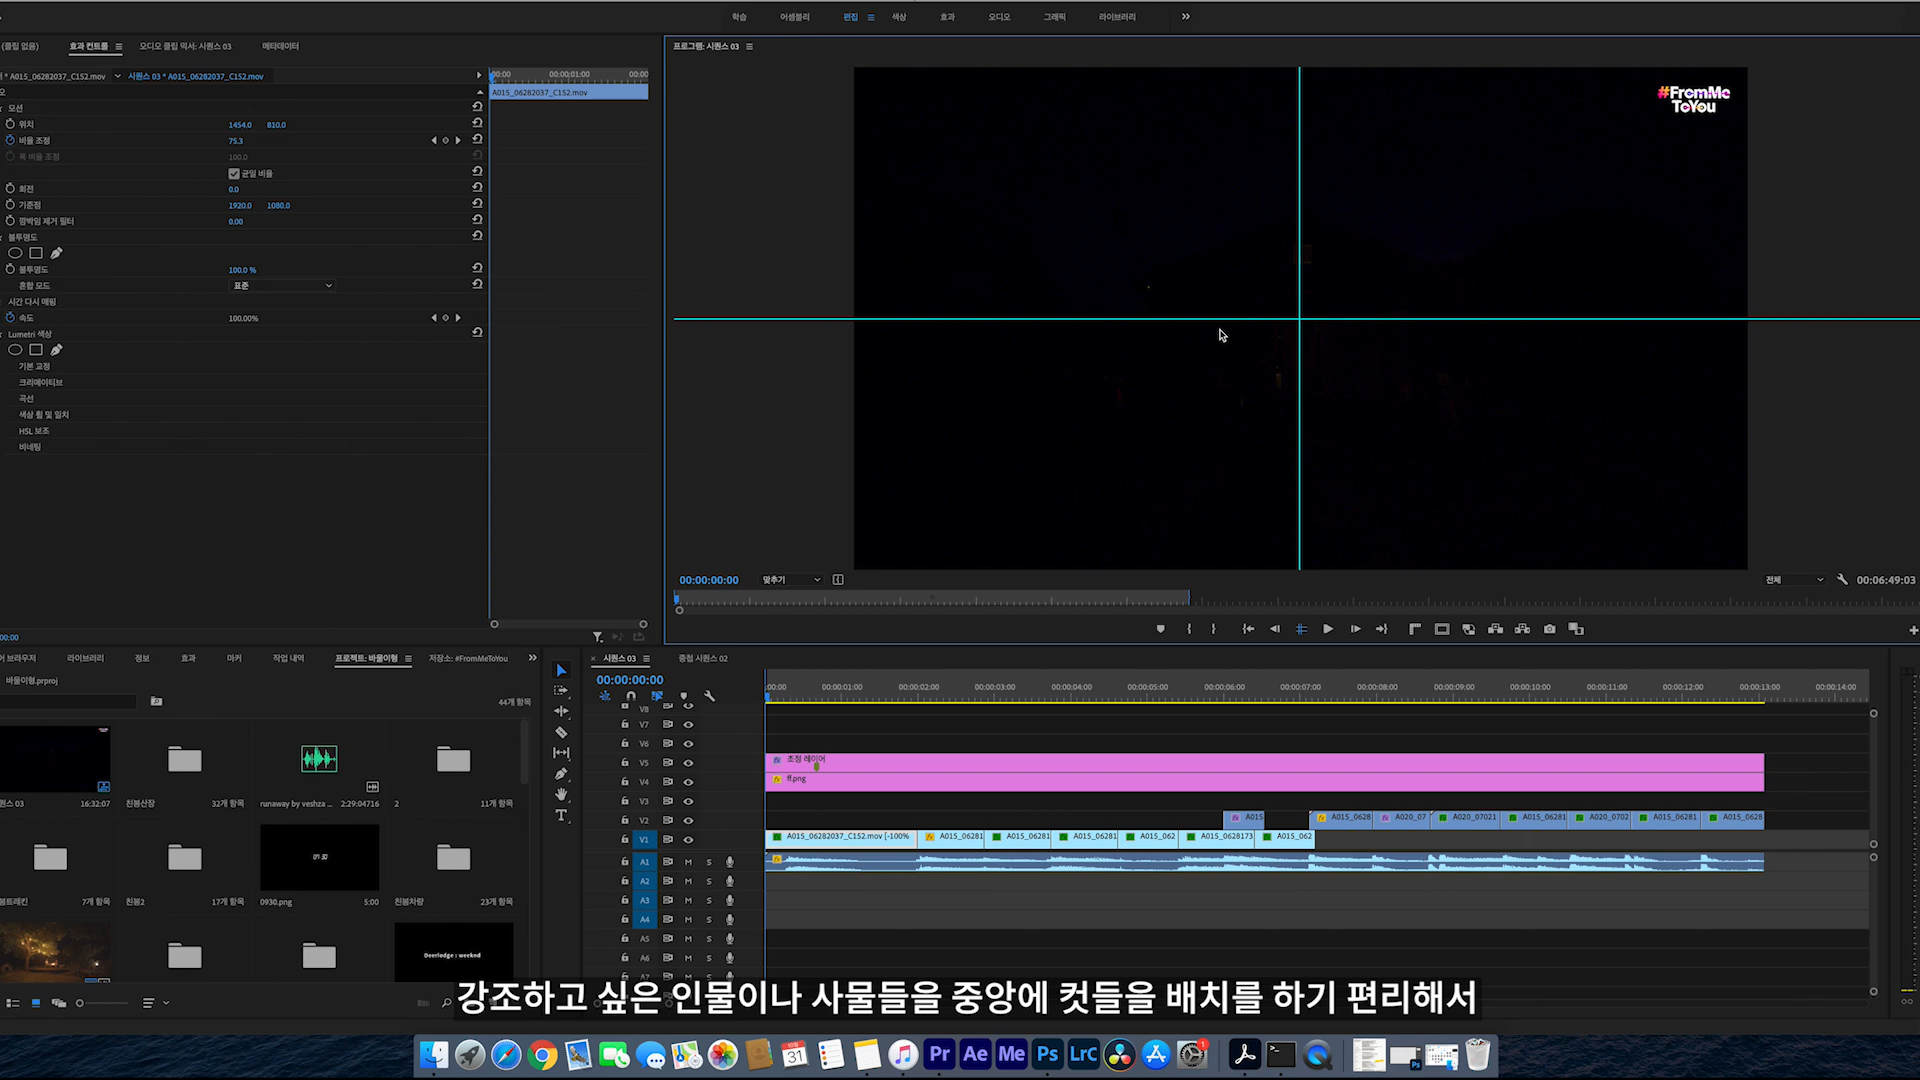 학습 어셈블리 편집 색상 효과 오디오 그래픽 라이브러리
(클립 없음) 효과 컨트롤 오디오 클립 믹서: 시퀀스 03 메타데이터
* A015_06282037_C152.mov 시퀀스 03 * A015_06282037_C152.mov
00:00 00:00:01:00 00:00
A015_06282037_C152.mov
모션
위치 1454.0 810.0
비율 조정 75.3
폭 비율 조정 100.0
균일 비율
회전 0.0
기준점 1920.0 1080.0
깜박임 제거 필터 0.00
불투명도
불투명도 100.0 %
혼합 모드 표준
시간 다시 매핑
속도 100.00%
Lumetri 색상
기본 교정
크리에이티브
곡선
색상 휠 및 일치
HSL 보조
비네팅
00:00
프로그램: 시퀀스 03
#FromMe
ToYou
00:00:00:00 맞추기 전체 00:06:49:03
어 브라우저 라이브러리 정보 효과 마커 작업 내역 프로젝트: 바울이형 저장소: #FromMeToYou
바울이형.prproj
44개 항목
퀀스 03 16:32:07
친봉산장 32개 항목
runaway by veshza ... 2:29:04716
2 11개 항목
01 30
봉트레킨 7개 항목
친봉2 17개 항목
0930.png 5:00
친봉차량 23개 항목
Deerlodge : weeknd
시퀀스 03 중첩 시퀀스 02
00:00:00:00
:00:00 00:00:01:00 00:00:02:00 00:00:03:00 00:00:04:00 00:00:05:00 00:00:06:00 00:00:07:00 00:00:08:00 00:00:09:00 00:00:10:00 00:00:11:00 00:00:12:00 00:00:13:00 00:00:14:00
V8
V7
V6
V5 조정 레이어
V4 ff.png
V3
V2 A015 A015_0628 A020_07 A020_07021 A015_06281 A020_0702 A015_06281 A015_0628
V1 A015_06282037_C152.mov [-100% A015_06281 A015_06281 A015_06281 A015_062 A015_0628173 A015_062
A1 M S
A2 M S
A3 M S
A4 M S
A5 M S
A6 M S
A7 M S
강조하고 싶은 인물이나 사물들을 중앙에 컷들을 배치를 하기 편리해서
31
Pr Ae Me Ps LrC
1